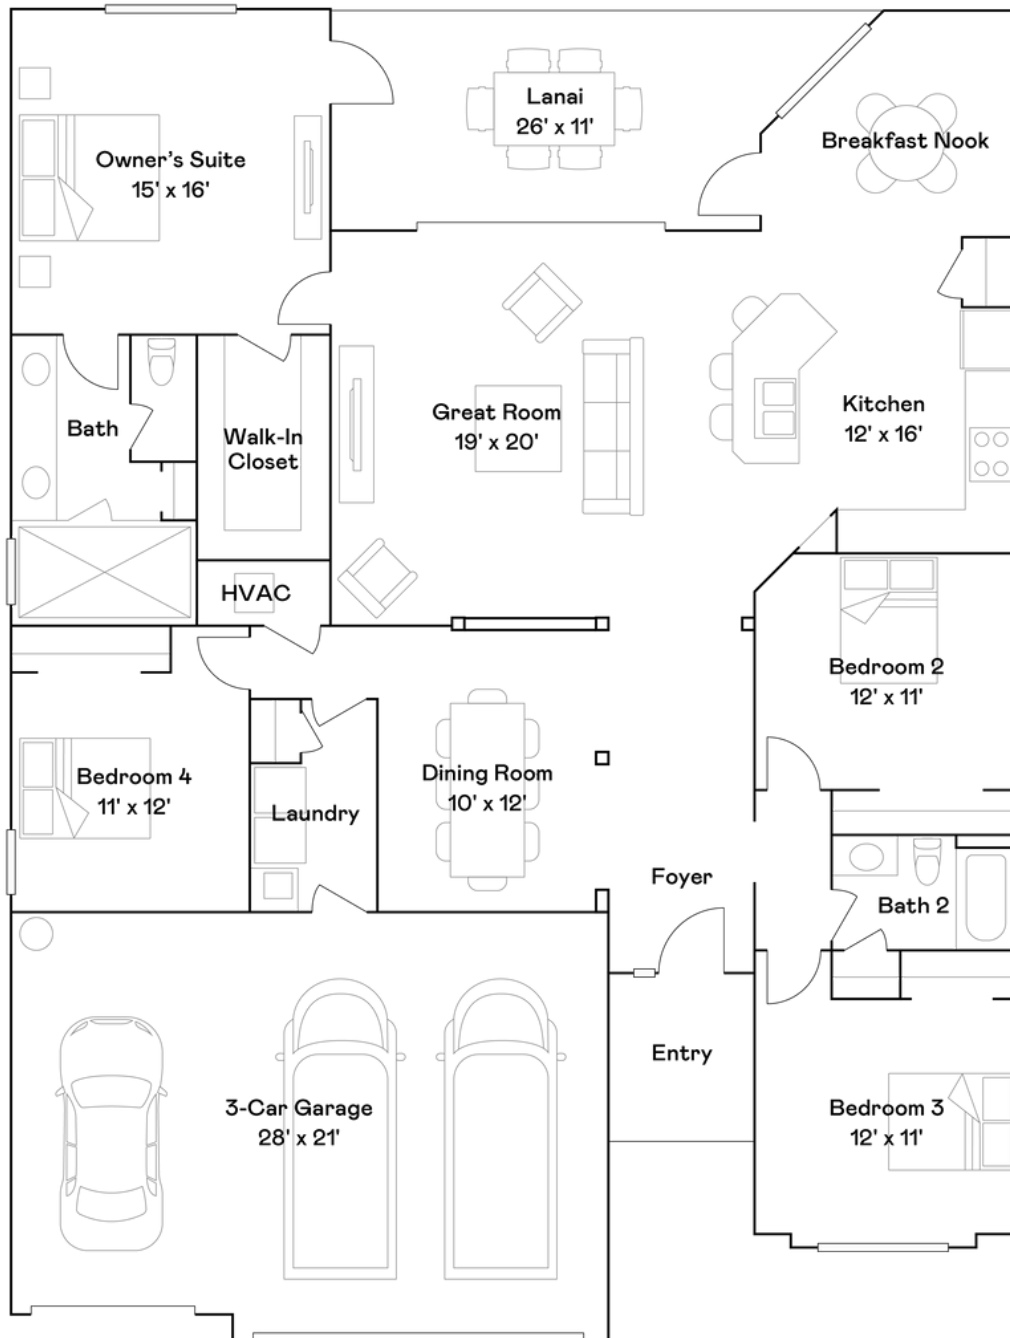 Lanai
26' x 11'
Breakfast Nook
Owner's Suite
15' x 16'
Great Room
19' x 20'
Kitchen
12' x 16'
Bath
Walk-In
Closet
HVAC
Bedroom 2
12' x 11'
Bedroom 4
11' x 12'
Laundry
Dining Room
10' x 12'
Foyer
Bath 2
Entry
3-Car Garage
28' x 21'
Bedroom 3
12' x 11'